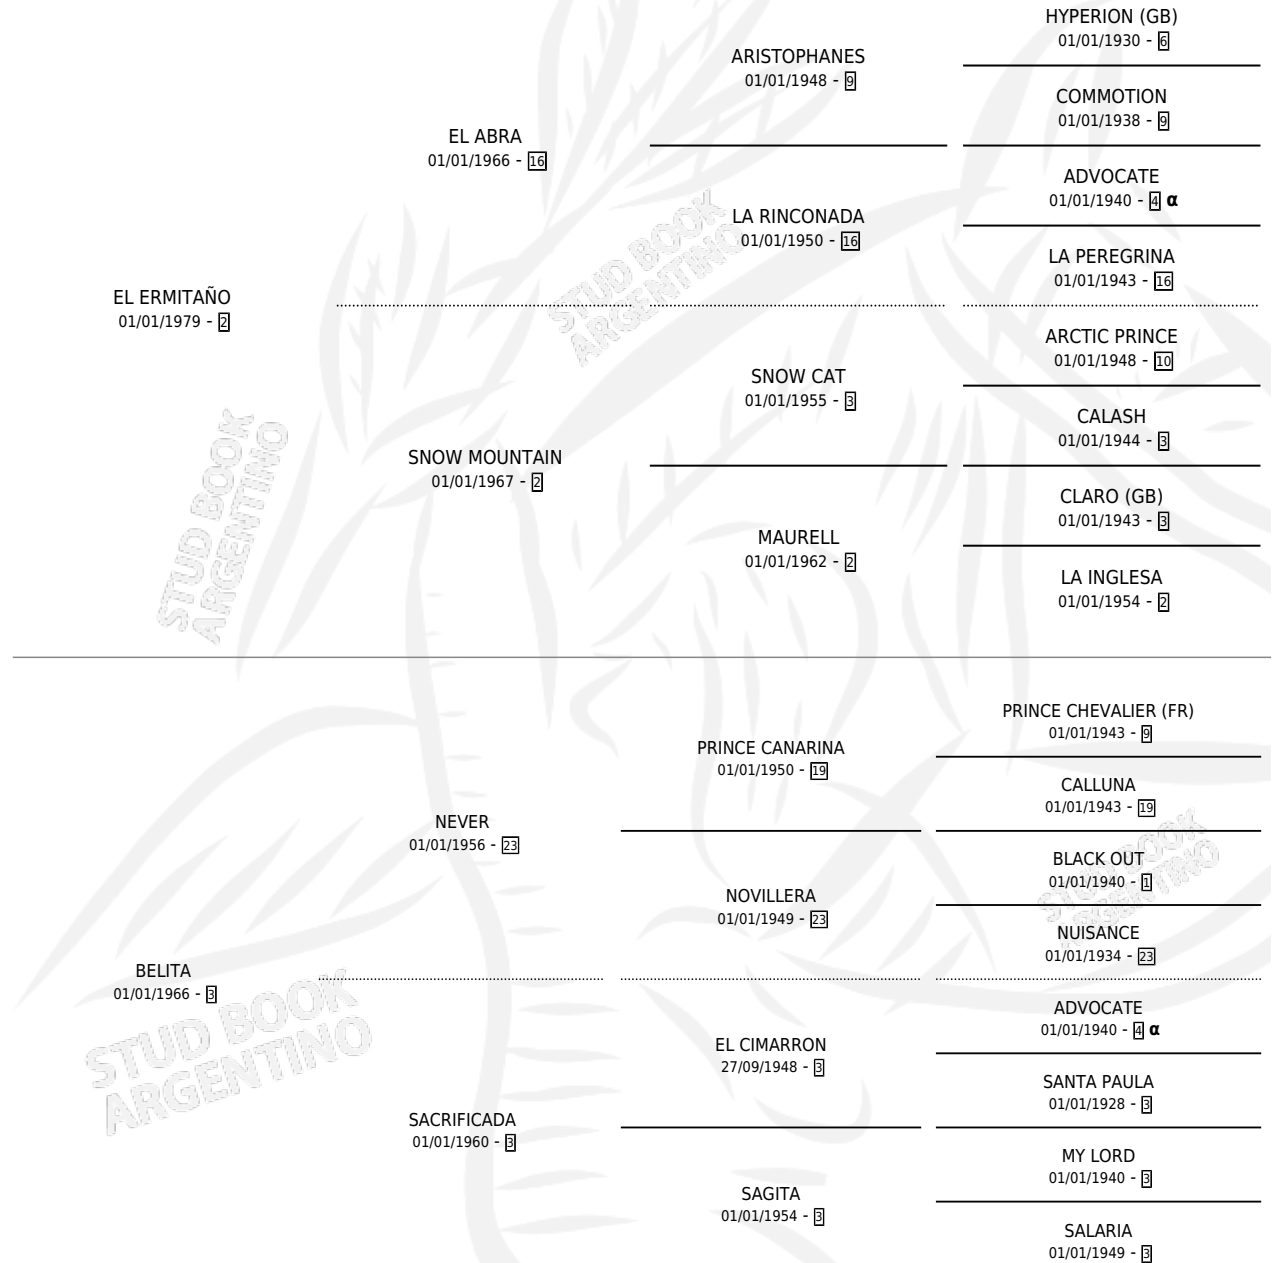 HYPERION (GB)
01/01/1930 - 6
ARISTOPHANES
01/01/1948 - 9
COMMOTION
01/01/1938 - 9
EL ABRA
01/01/1966 - 16
ADVOCATE
01/01/1940 - 4 α
LA RINCONADA
01/01/1950 - 16
LA PEREGRINA
01/01/1943 - 16
EL ERMITAÑO
01/01/1979 - 2
ARCTIC PRINCE
01/01/1948 - 10
SNOW CAT
01/01/1955 - 3
CALASH
01/01/1944 - 3
SNOW MOUNTAIN
01/01/1967 - 2
CLARO (GB)
01/01/1943 - 3
MAURELL
01/01/1962 - 2
LA INGLESA
01/01/1954 - 2
PRINCE CHEVALIER (FR)
01/01/1943 - 9
PRINCE CANARINA
01/01/1950 - 19
CALLUNA
01/01/1943 - 19
NEVER
01/01/1956 - 23
BLACK OUT
01/01/1940 - 1
NOVILLERA
01/01/1949 - 23
NUISANCE
01/01/1934 - 23
BELITA
01/01/1966 - 3
ADVOCATE
01/01/1940 - 4 α
EL CIMARRON
27/09/1948 - 3
SANTA PAULA
01/01/1928 - 3
SACRIFICADA
01/01/1960 - 3
MY LORD
01/01/1940 - 3
SAGITA
01/01/1954 - 3
SALARIA
01/01/1949 - 3
STUD BOOK
ARGENTINO
STUD BOOK
ARGENTINO
STUD BOOK
ARGENTINO
STUD BOOK
ARGENTINO